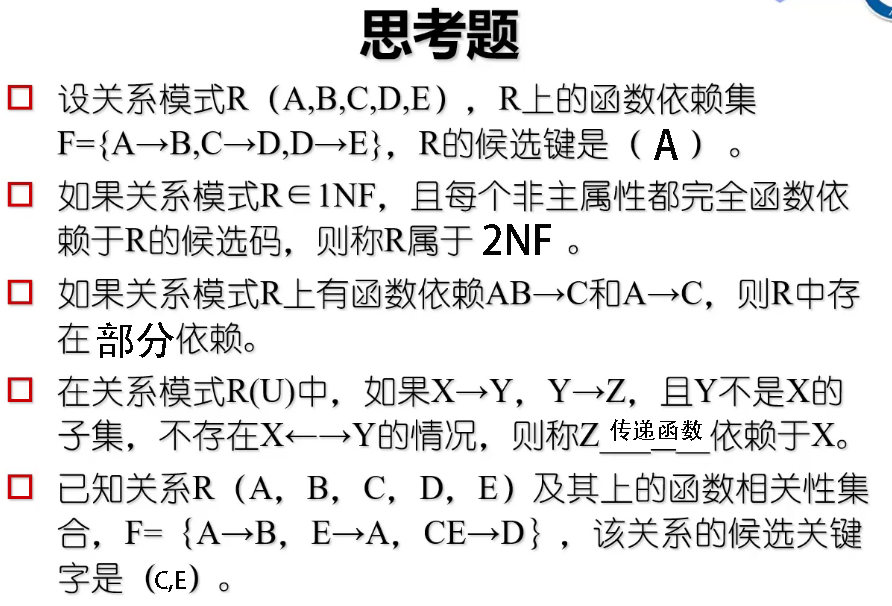 思考题
设关系模式R（A,B,C,D,E），R上的函数依赖集
F={A→B,C→D,D→E}，R的候选键是（ A ）。
如果关系模式R∈1NF，且每个非主属性都完全函数依
赖于R的候选码，则称R属于 2NF 。
如果关系模式R上有函数依赖AB→C和A→C，则R中存
在 部分依赖。
在关系模式R(U)中，如果X→Y，Y→Z，且Y不是X的
子集，不存在X←→Y的情况，则称Z 传递函数 依赖于X。
已知关系R（A，B，C，D，E）及其上的函数相关性集
合，F=｛A→B，E→A，CE→D｝，该关系的候选关键
字是（C,E）。